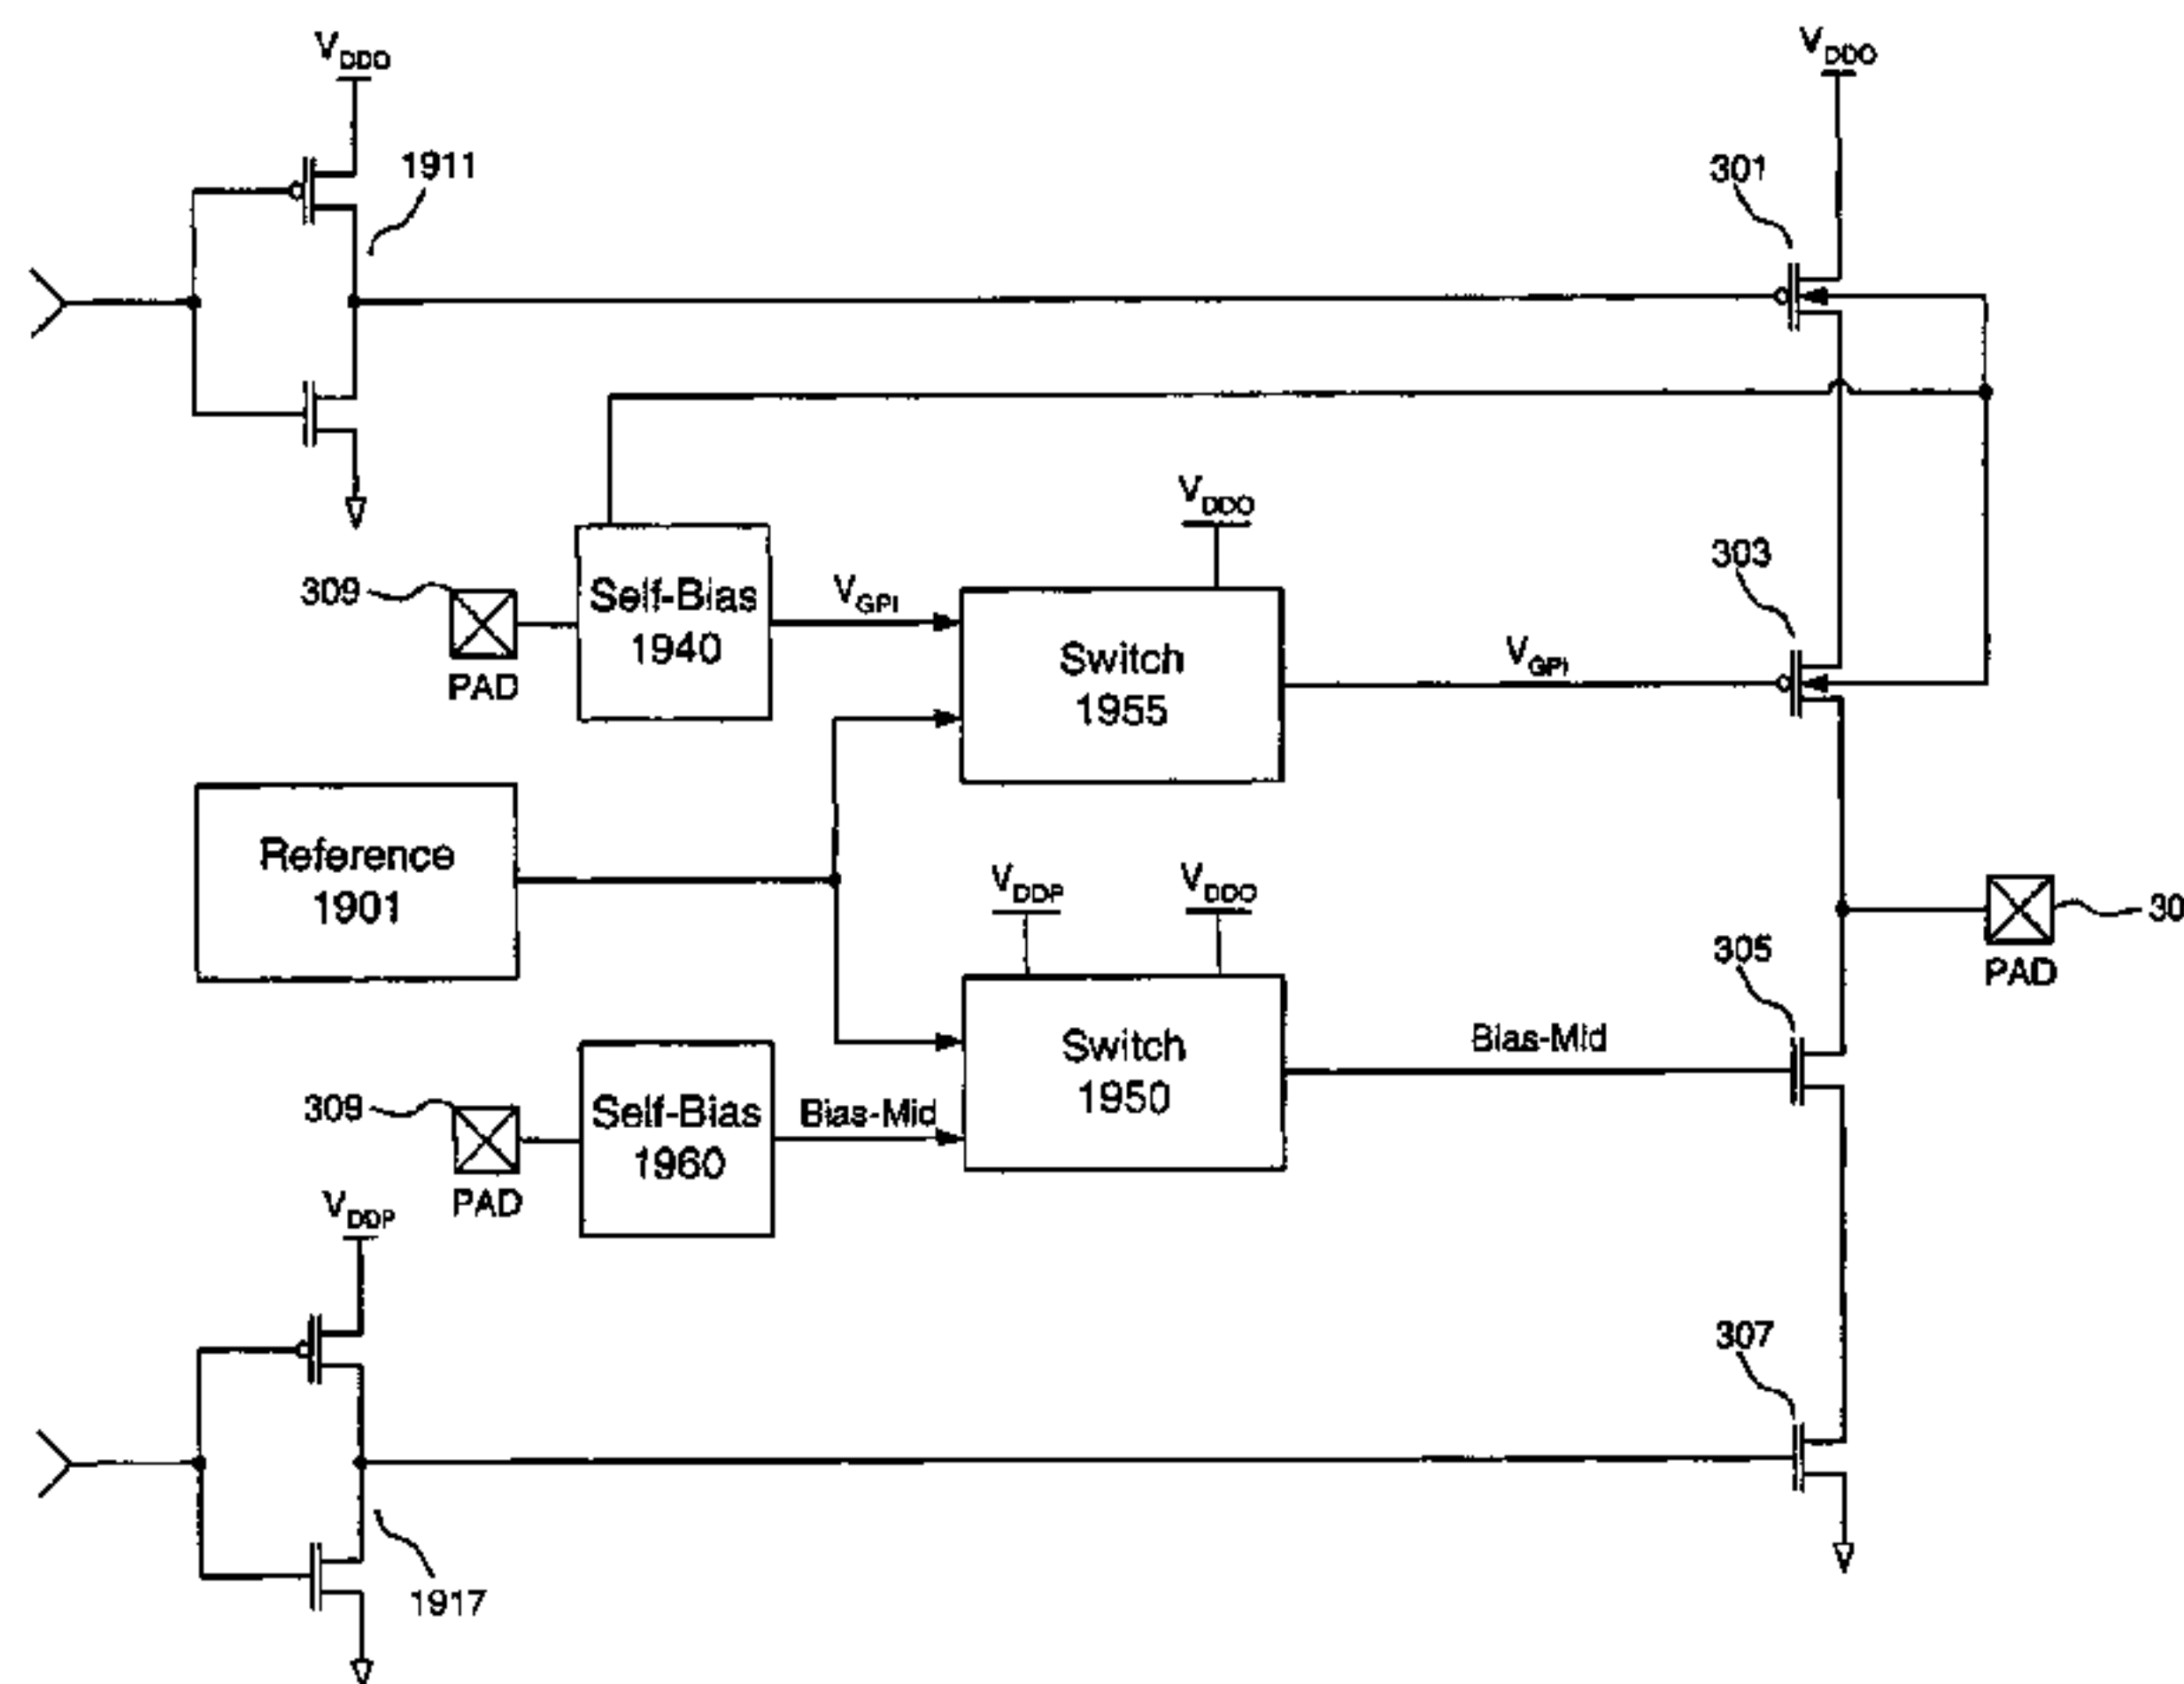 VDDO
VDDO
1911
301
VDDO
303
309
Self-Bias
1940
VGPI
Switch
1955
VGPI
PAD
Reference
1901
VDDP
VDDO
30
305
PAD
Switch
1950
Bias-Mid
309
Self-Bias
1960
Bias-Mid
PAD
VDDP
307
1917